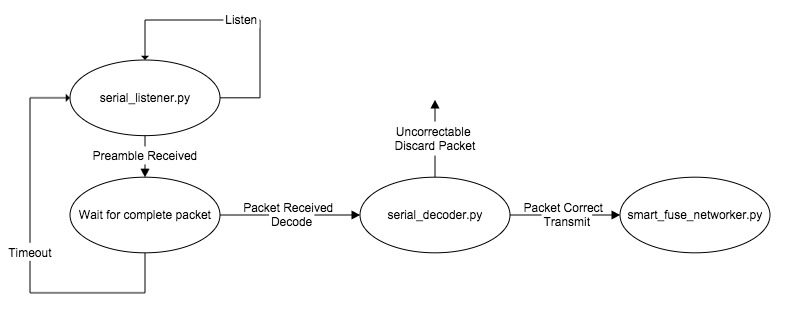 Listen
serial_listener.py
Preamble Received
Wait for complete packet
Timeout
Packet Received
Decode
Uncorrectable
Discard Packet
serial_decoder.py
Packet Correct
Transmit
smart_fuse_networker.py